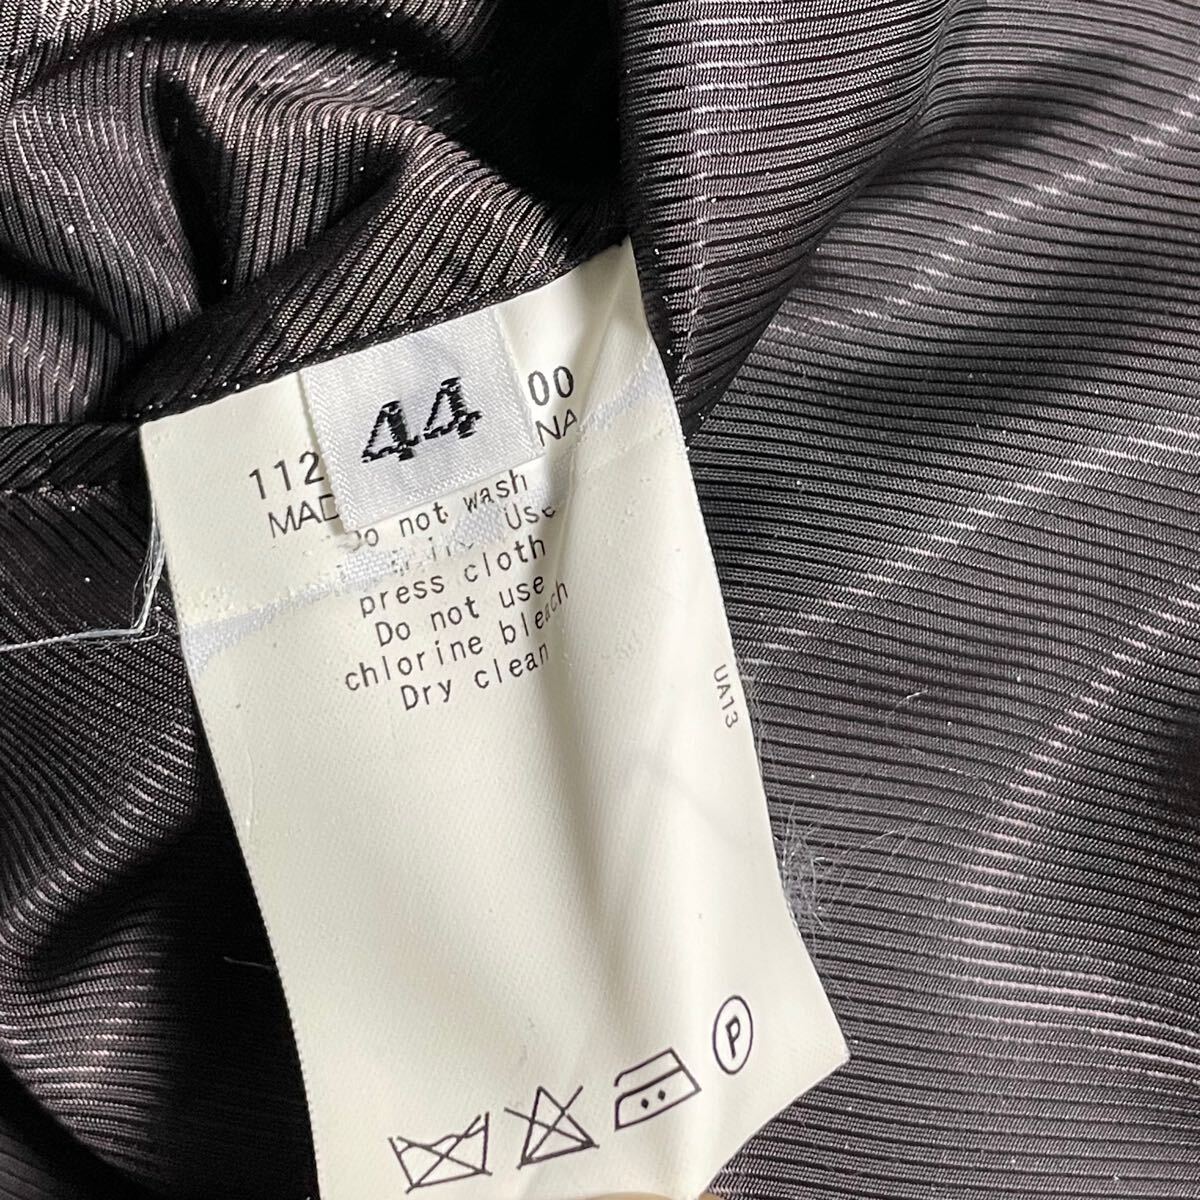 44
112 00
MAD NA
Do not wash
Use
press cloth
Do not use
chlorine bleach
Dry clean
UA13
P